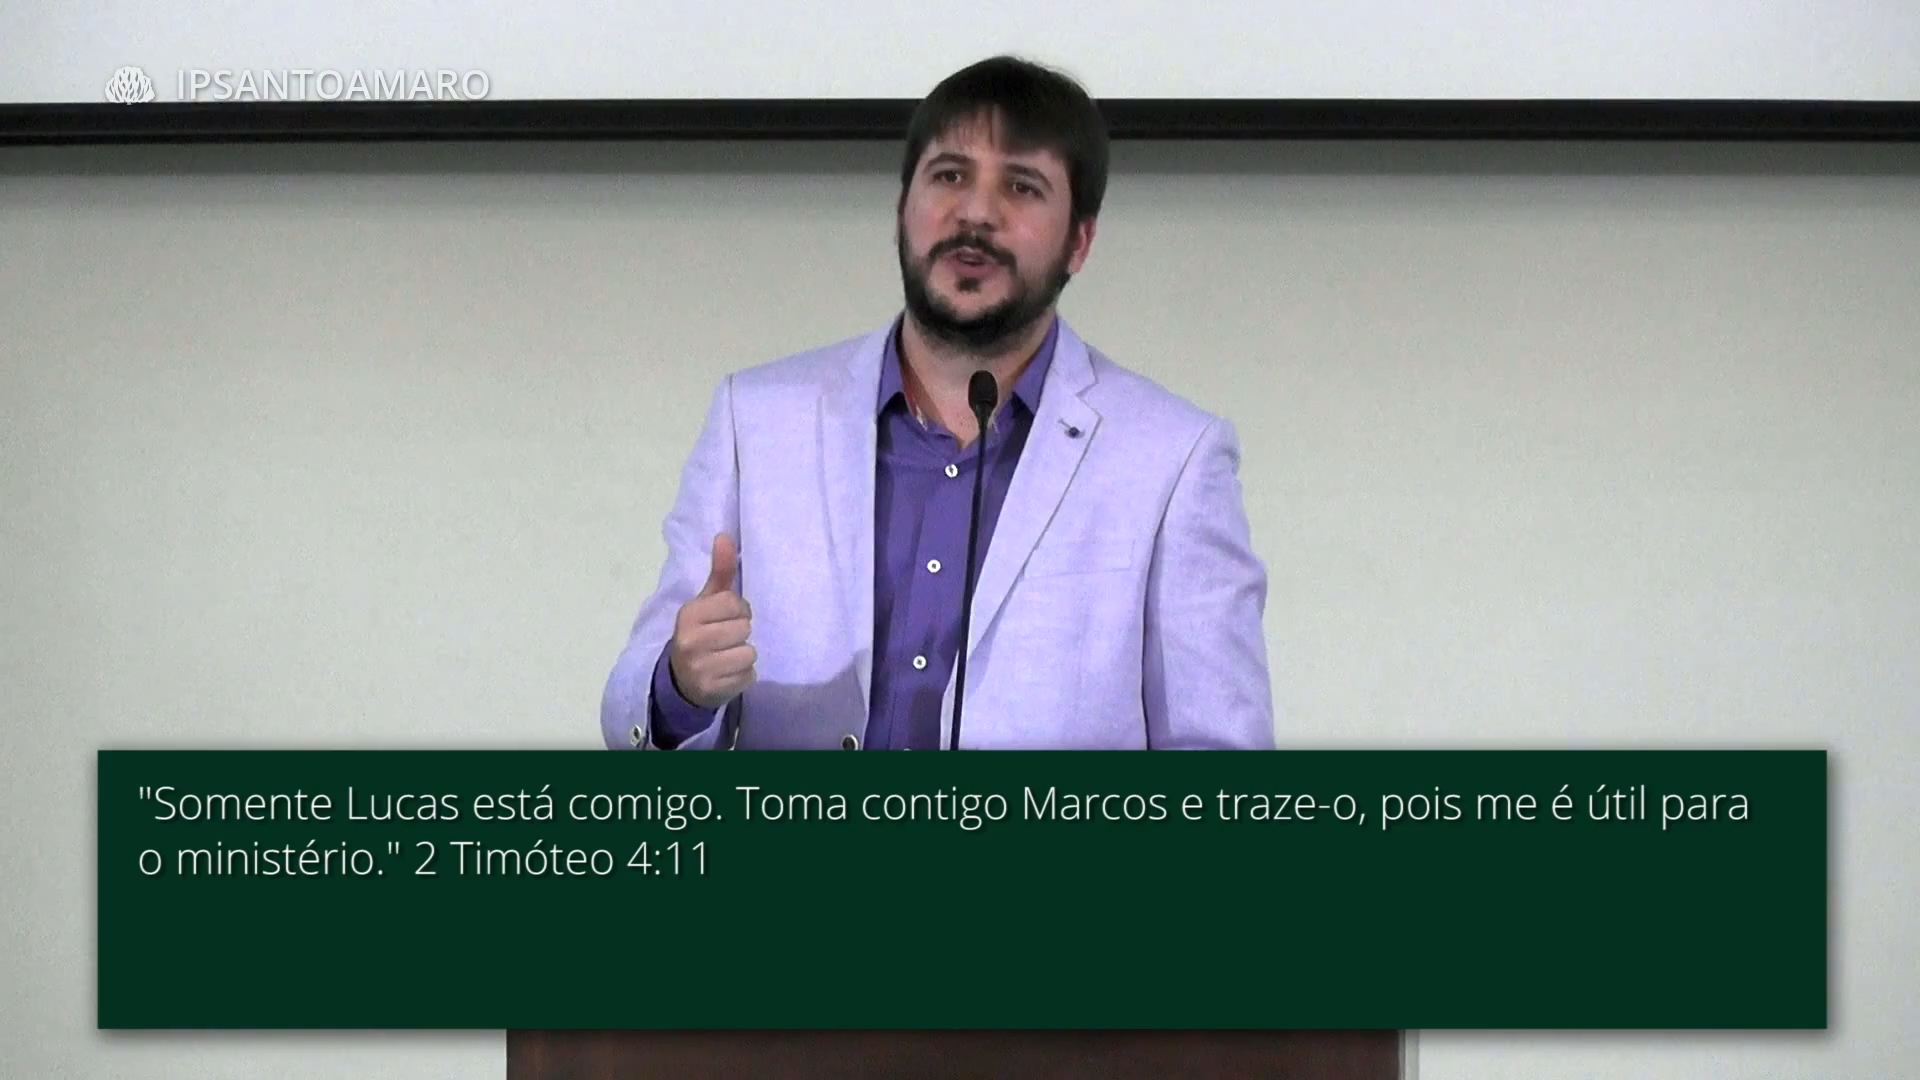 IPSANTOAMARO
"Somente Lucas está comigo. Toma contigo Marcos e traze-o, pois me é útil para
o ministério." 2 Timóteo 4:11